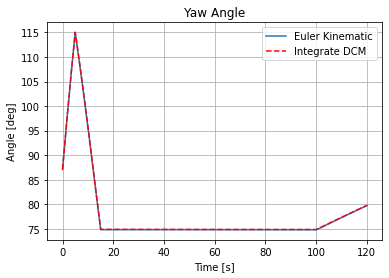 Yaw Angle
Euler Kinematic
Integrate DCM
Angle [deg]
115
110
105
100
95
90
85
80
75
0 20 40 60 80 100 120
Time [s]